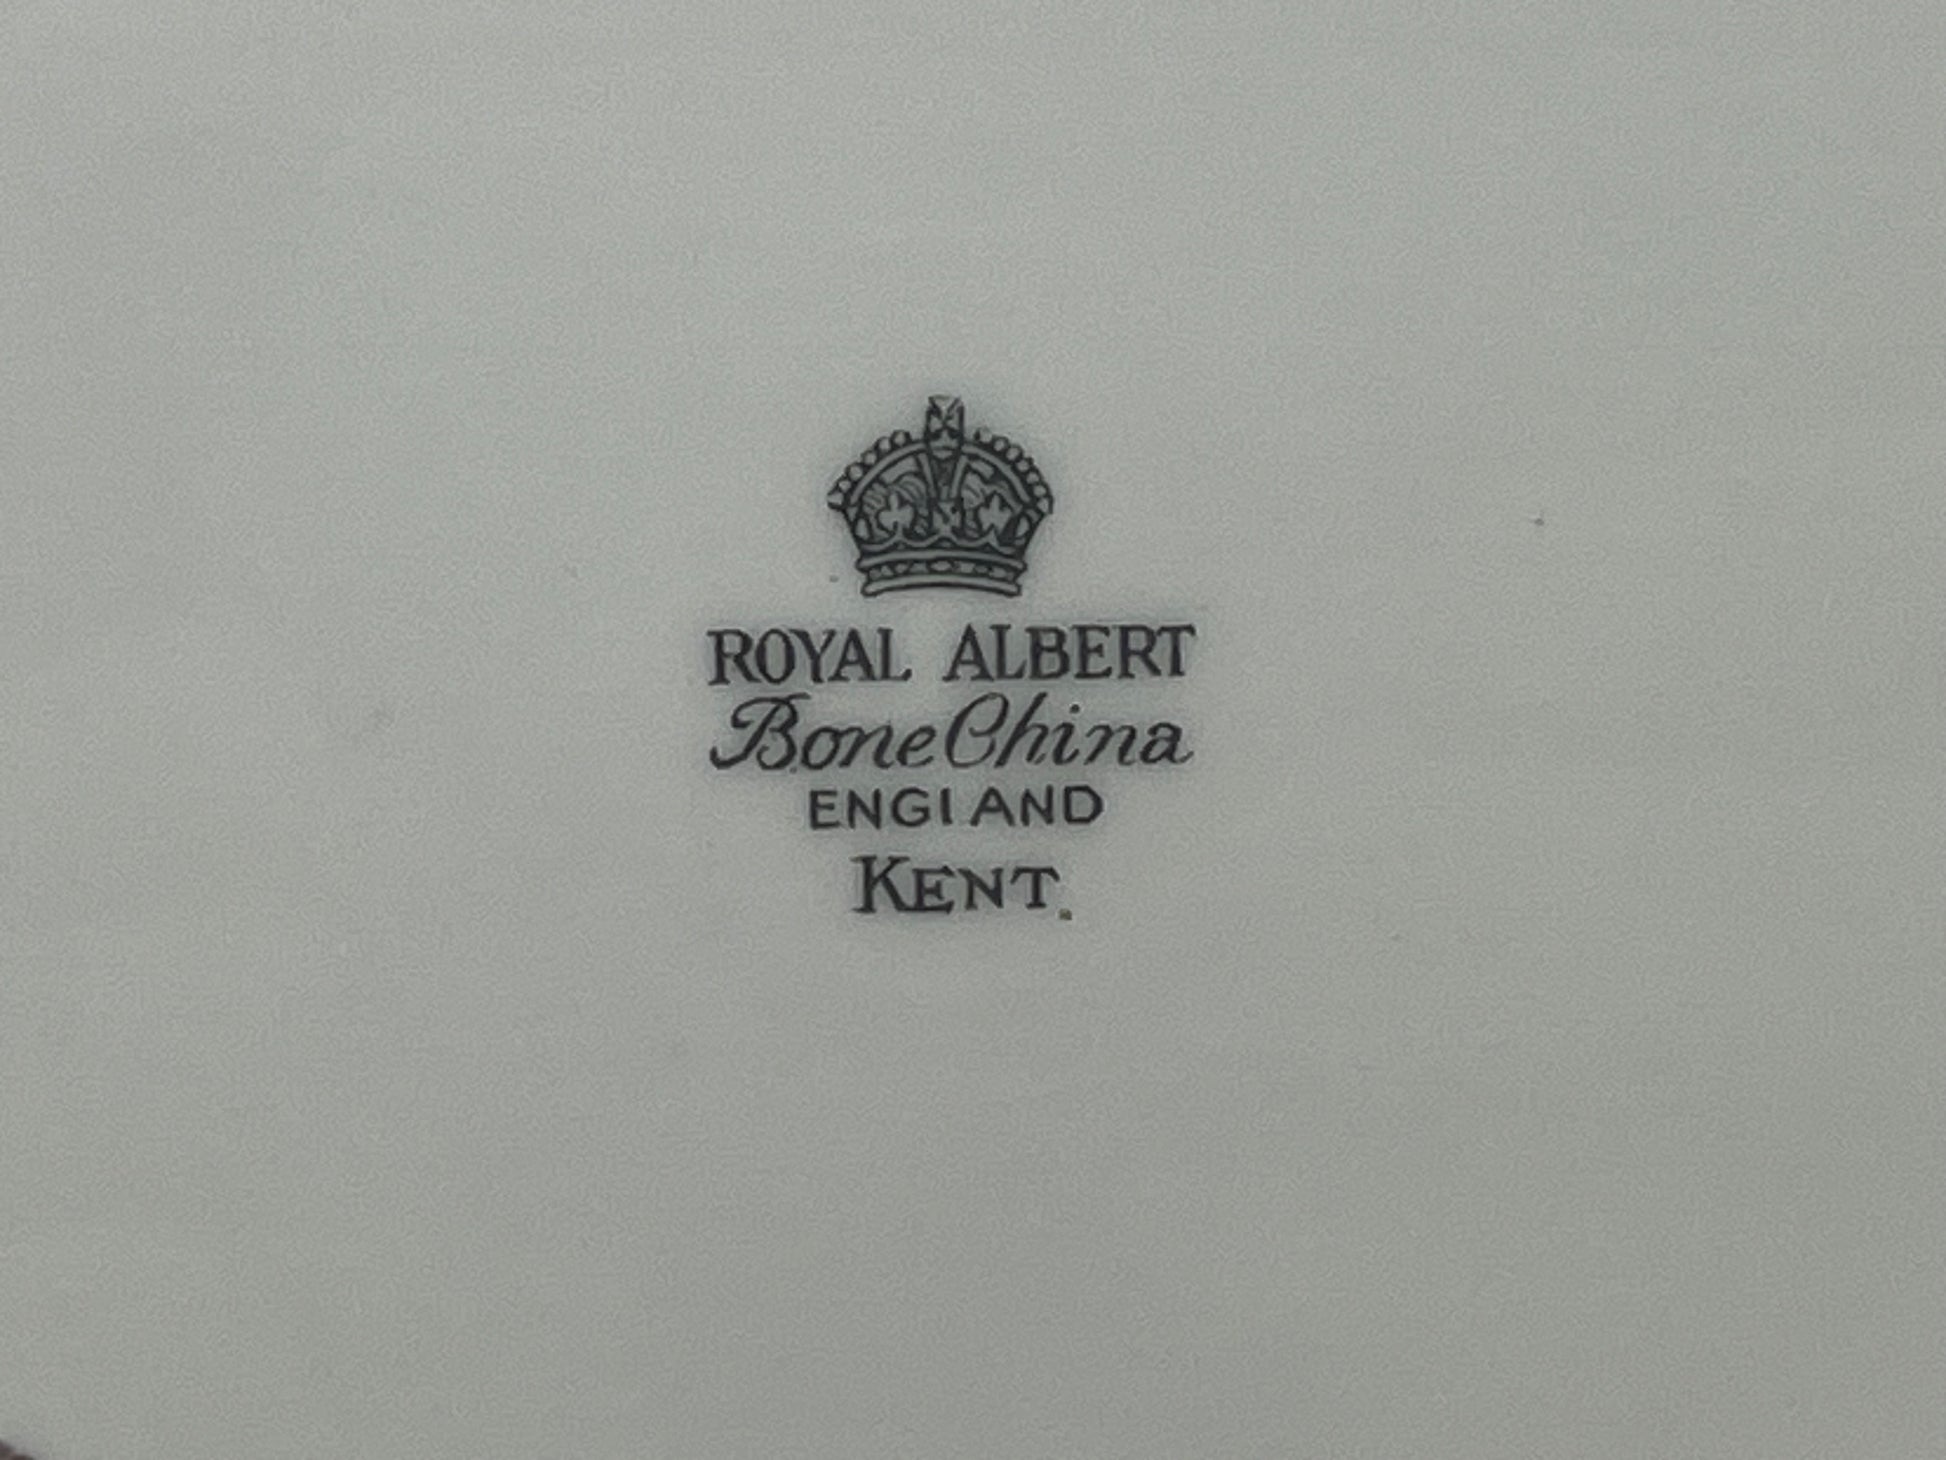 ROYAL ALBERT
Bone China
ENGLAND
KENT.